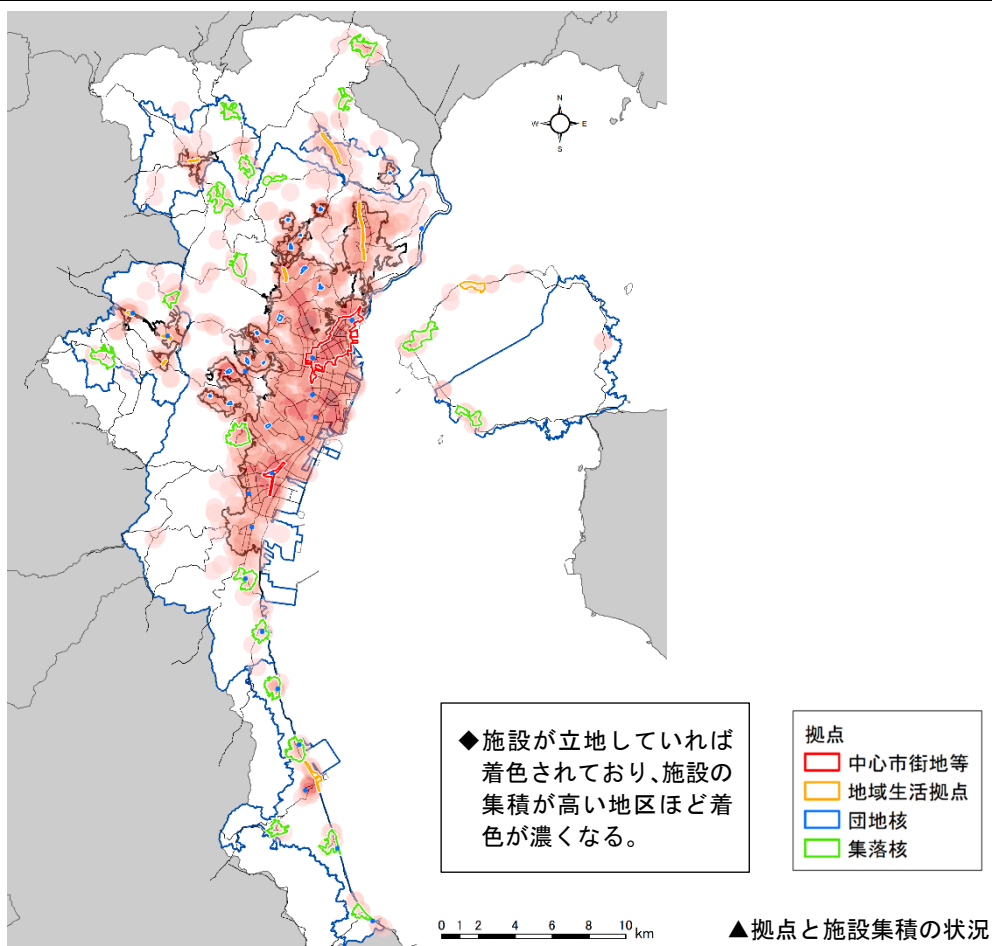 N
W E
S
◆施設が立地していれば
着色されており、施設の
集積が高い地区ほど着
色が濃くなる。
拠点
中心市街地等
地域生活拠点
団地核
集落核
0 1 2 4 6 8 10 km
▲拠点と施設集積の状況